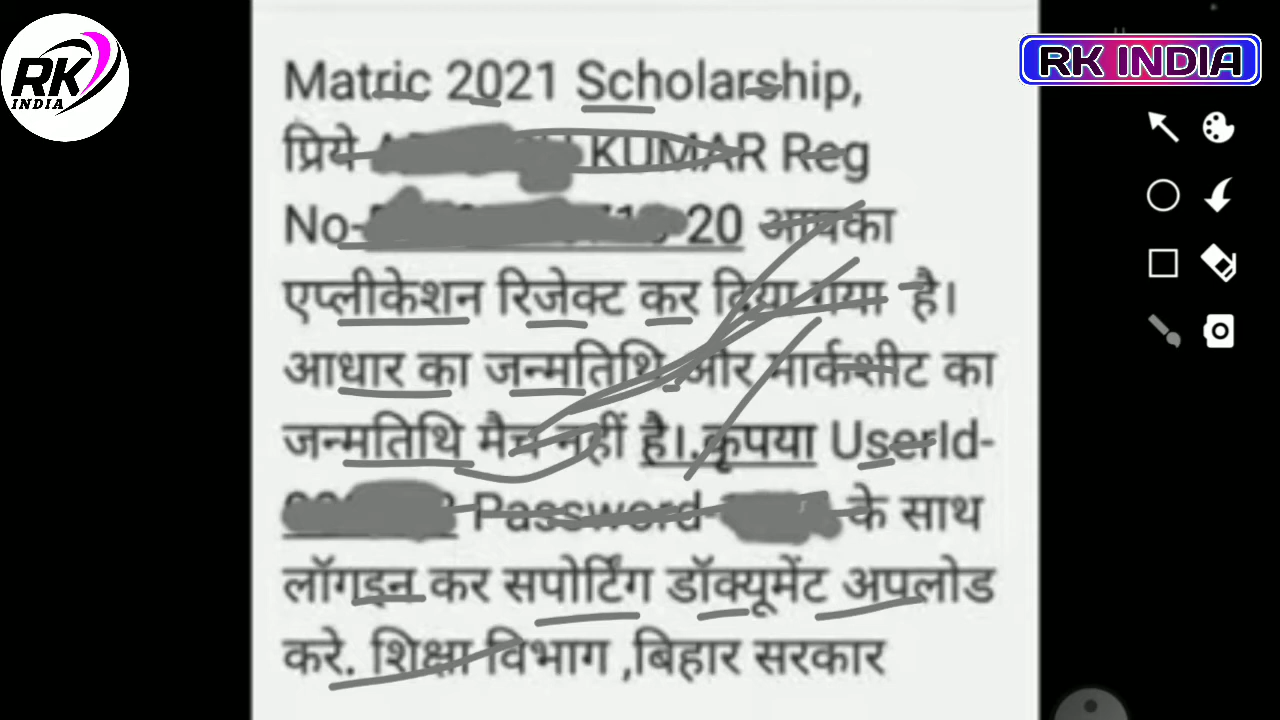 RK
INDIA
RK INDIA
Matric 2021 Scholarship,
प्रिये KUMAR Reg
No- -20 आपका
एप्लीकेशन रिजेक्ट कर दिया गया है।
आधार का जन्मतिथि और मार्कशीट का
जन्मतिथि मैच नहीं है।.कृपया UserId-
Password- के साथ
लॉगइन कर सपोर्टिंग डॉक्यूमेंट अपलोड
करे. शिक्षा विभाग ,बिहार सरकार